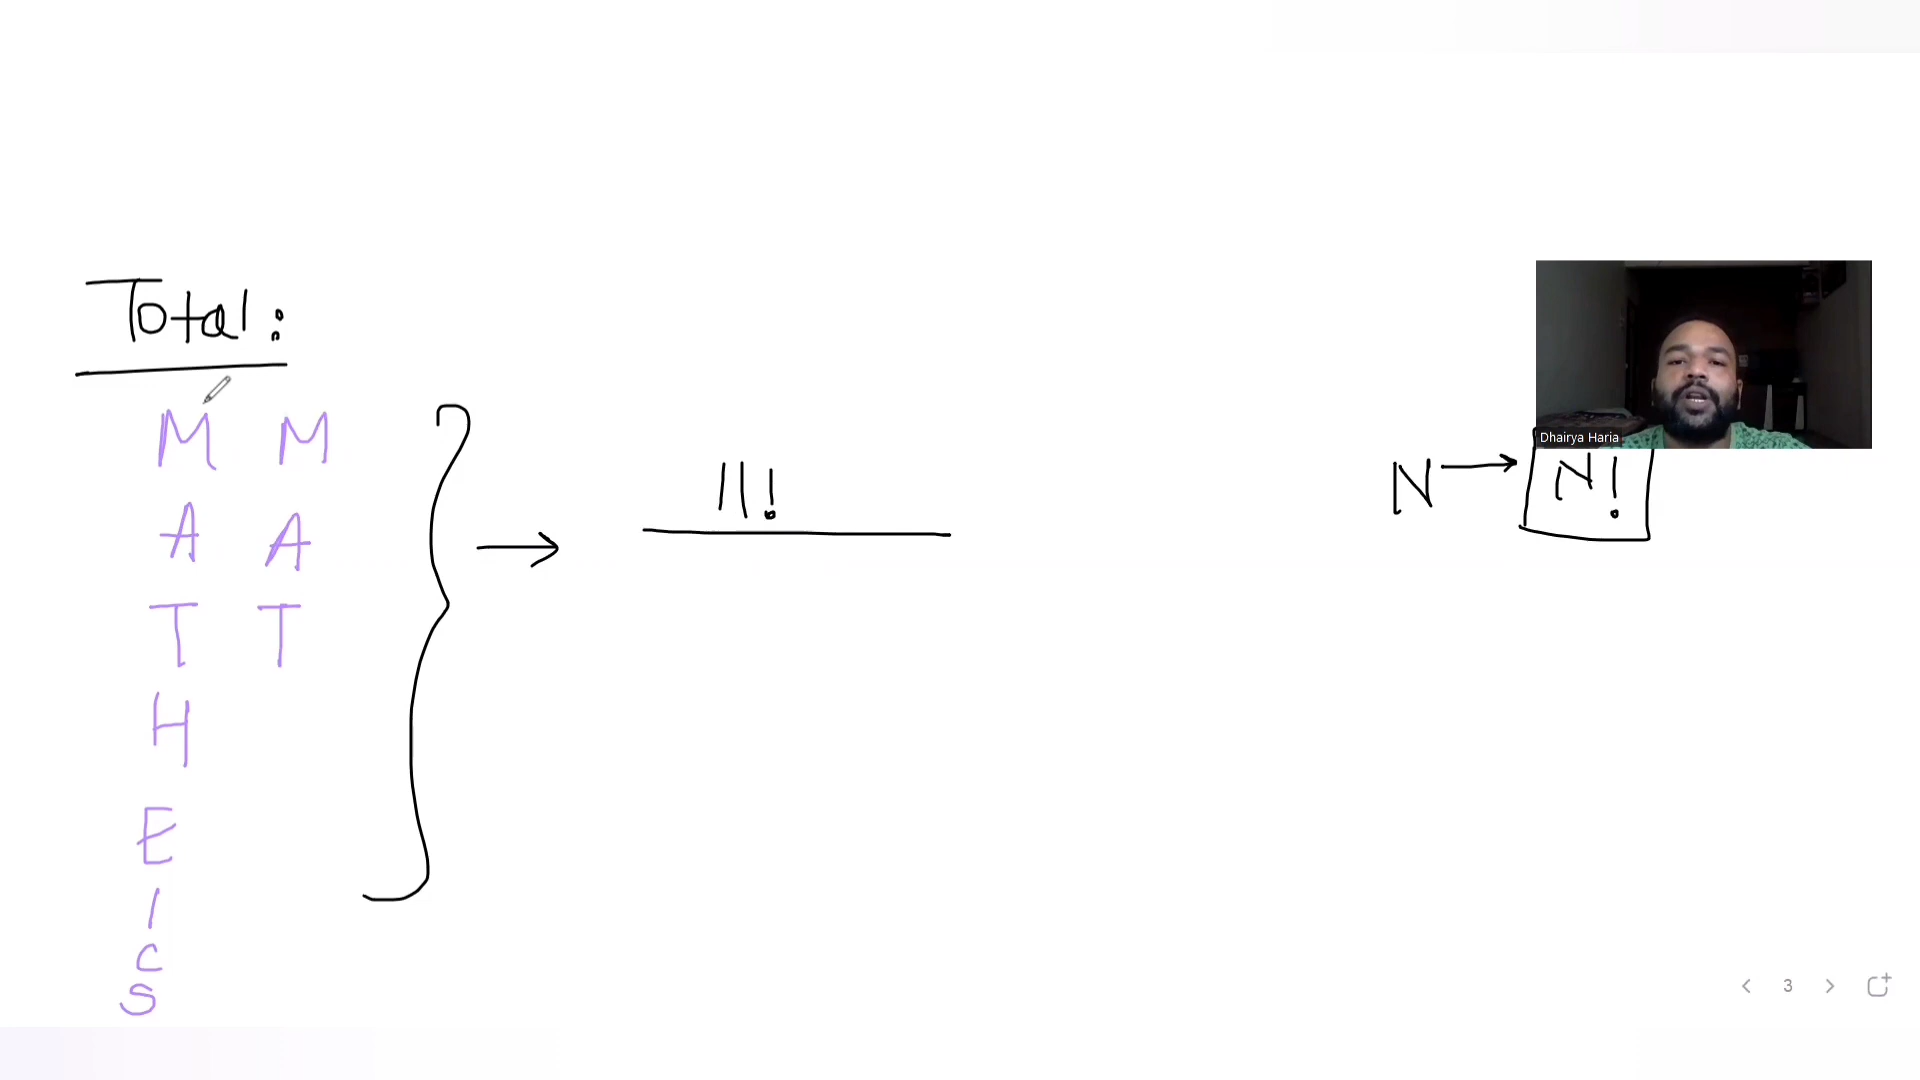 Total:
M M
A A
T T
H
E
I
C
S
11!
N → N!
Dhairya Haria
3